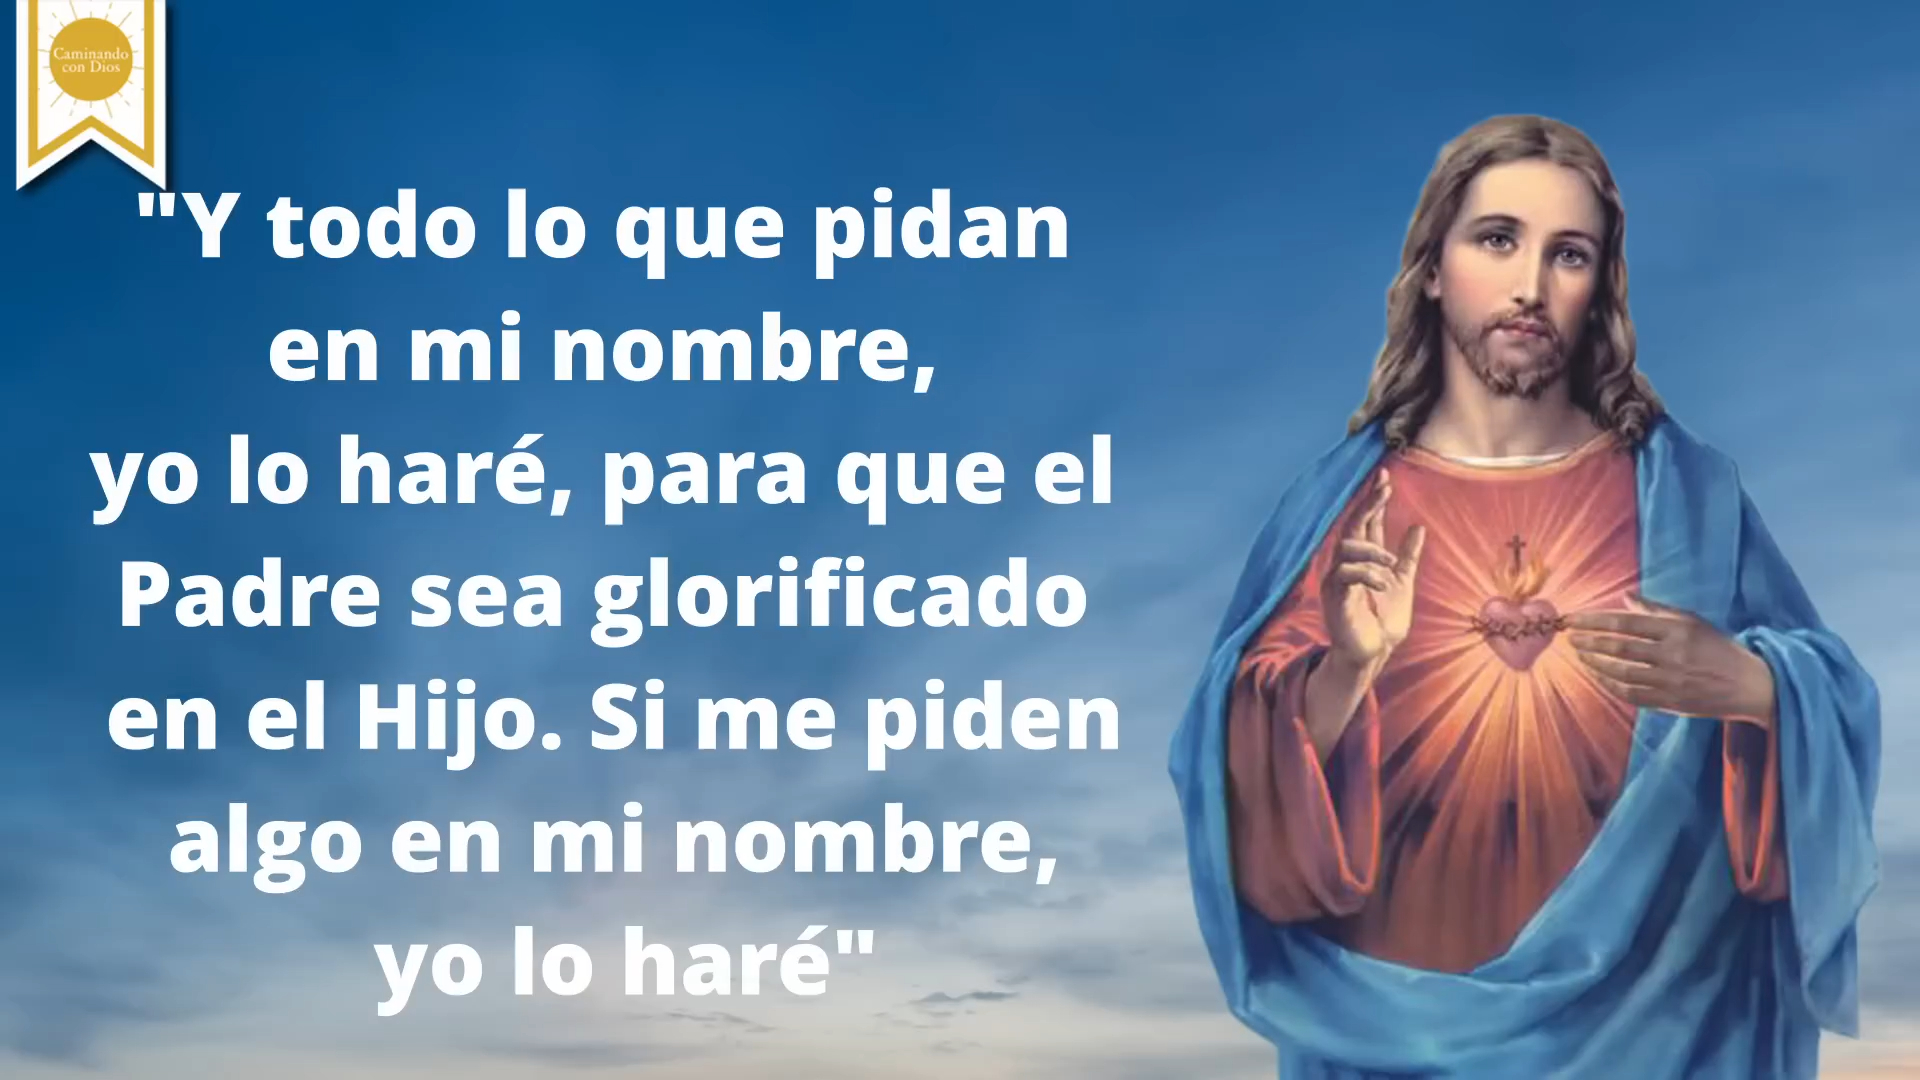 Caminando
con Dios
"Y todo lo que pidan
en mi nombre,
yo lo haré, para que el
Padre sea glorificado
en el Hijo. Si me piden
algo en mi nombre,
yo lo haré"